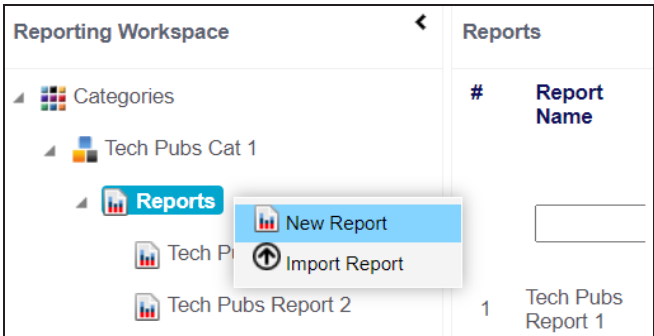 Reporting Workspace
Reports
Categories
Tech Pubs Cat 1
Reports
New Report
Import Report
Tech
Tech Pubs Report 2
#
Report
Name
1
Tech Pubs
Report 1